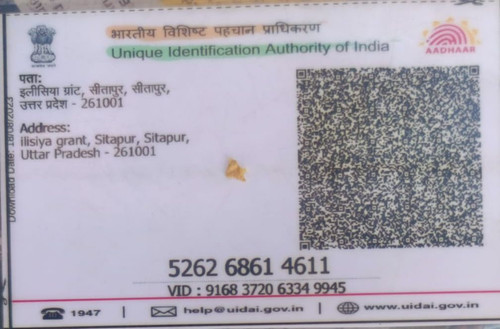 भारतीय विशिष्ट पहचान प्राधिकरण
Unique Identification Authority of India
AADHAAR
पता:
इलीसिया ग्रांट, सीतापुर, सीतापुर,
उत्तर प्रदेश - 261001
Address:
ilisiya grant, Sitapur, Sitapur,
Uttar Pradesh - 261001
5262 6861 4611
VID : 9168 3720 6334 9945
1947 | help@uidai.gov.in | www.uidai.gov.in